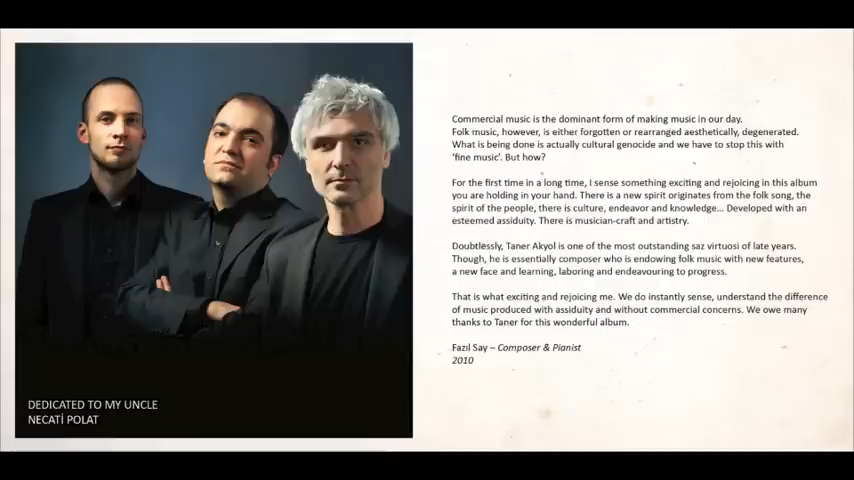 Commercial music is the dominant form of making music in our day.
Folk music, however, is either forgotten or rearranged aesthetically, degenerated.
What is being done is actually cultural genocide and we have to stop this with
‘fine music’. But how?
For the first time in a long time, I sense something exciting and rejoicing in this album
you are holding in your hand. There is a new spirit originates from the folk song, the
spirit of the people, there is culture, endeavor and knowledge... Developed with an
esteemed assiduity. There is musician-craft and artistry.
Doubtlessly, Taner Akyol is one of the most outstanding saz virtuosi of late years.
Though, he is essentially composer who is endowing folk music with new features,
a new face and learning, laboring and endeavouring to progress.
That is what exciting and rejoicing me. We do instantly sense, understand the difference
of music produced with assiduity and without commercial concerns. We owe many
thanks to Taner for this wonderful album.
Fazıl Say – Composer & Pianist
2010
DEDICATED TO MY UNCLE
NECATİ POLAT